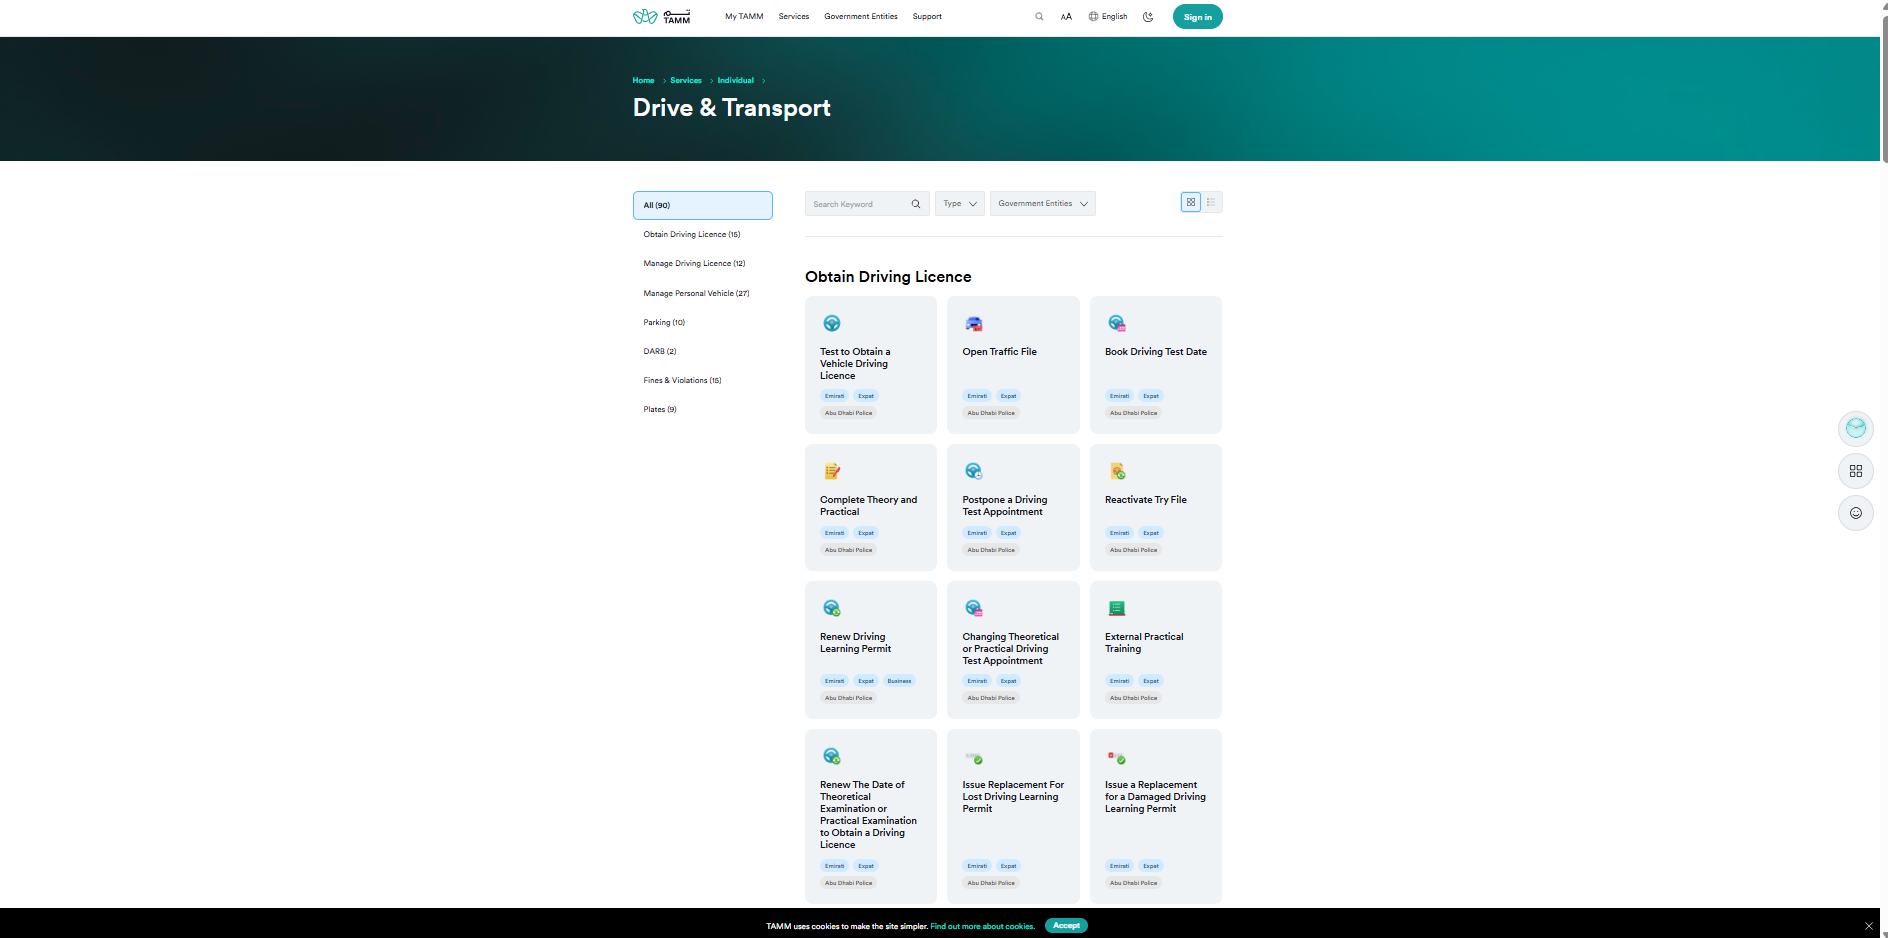 تـــم
TAMM
My TAMM
Services
Government Entities
Support
AA
English
Sign in
Home
Services
Individual
Drive & Transport
All (90)
Obtain Driving Licence (15)
Manage Driving Licence (12)
Manage Personal Vehicle (27)
Parking (10)
DARB (2)
Fines & Violations (15)
Plates (9)
Search Keyword
Type
Government Entities
Obtain Driving Licence
Test to Obtain a
Vehicle Driving
Licence
Emirati Expat
Abu Dhabi Police
Open Traffic File
Emirati Expat
Abu Dhabi Police
Book Driving Test Date
Emirati Expat
Abu Dhabi Police
Complete Theory and
Practical
Emirati Expat
Abu Dhabi Police
Postpone a Driving
Test Appointment
Emirati Expat
Abu Dhabi Police
Reactivate Try File
Emirati Expat
Abu Dhabi Police
Renew Driving
Learning Permit
Emirati Expat Business
Abu Dhabi Police
Changing Theoretical
or Practical Driving
Test Appointment
Emirati Expat
Abu Dhabi Police
External Practical
Training
Emirati Expat
Abu Dhabi Police
Renew The Date of
Theoretical
Examination or
Practical Examination
to Obtain a Driving
Licence
Emirati Expat
Abu Dhabi Police
Issue Replacement For
Lost Driving Learning
Permit
Emirati Expat
Abu Dhabi Police
Issue a Replacement
for a Damaged Driving
Learning Permit
Emirati Expat
Abu Dhabi Police
TAMM uses cookies to make the site simpler. Find out more about cookies.
Accept